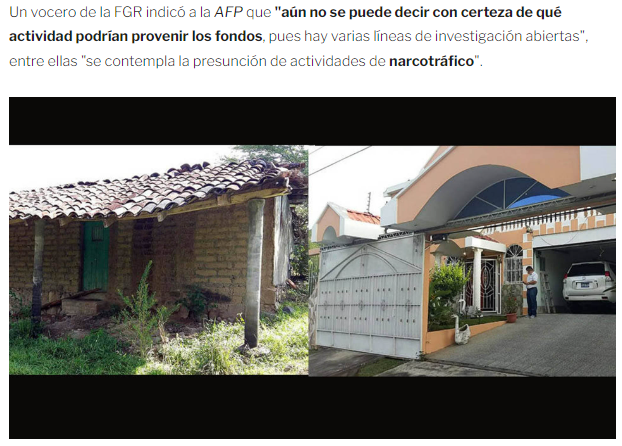 Un vocero de la FGR indicó a la AFP que "aún no se puede decir con certeza de qué
actividad podrían provenir los fondos, pues hay varias líneas de investigación abiertas",
entre ellas "se contempla la presunción de actividades de narcotráfico".